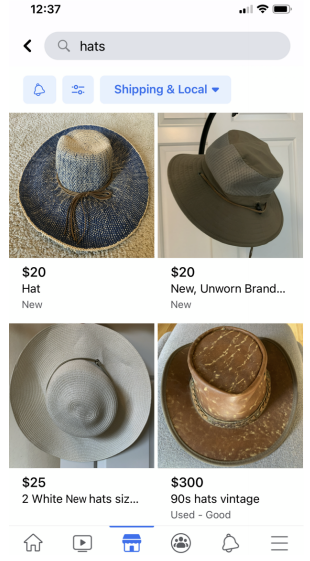 12:37
hats
Shipping & Local
$20
Hat
New
$20
New, Unworn Brand...
New
$25
2 White New hats siz...
$300
90s hats vintage
Used - Good